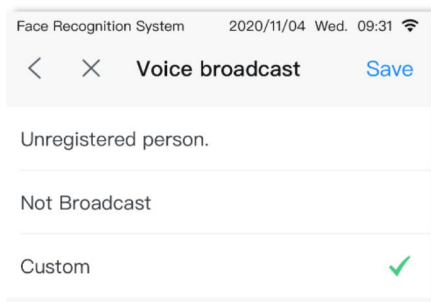 Face Recognition System 2020/11/04 Wed. 09:31
Voice broadcast Save
Unregistered person.
Not Broadcast
Custom